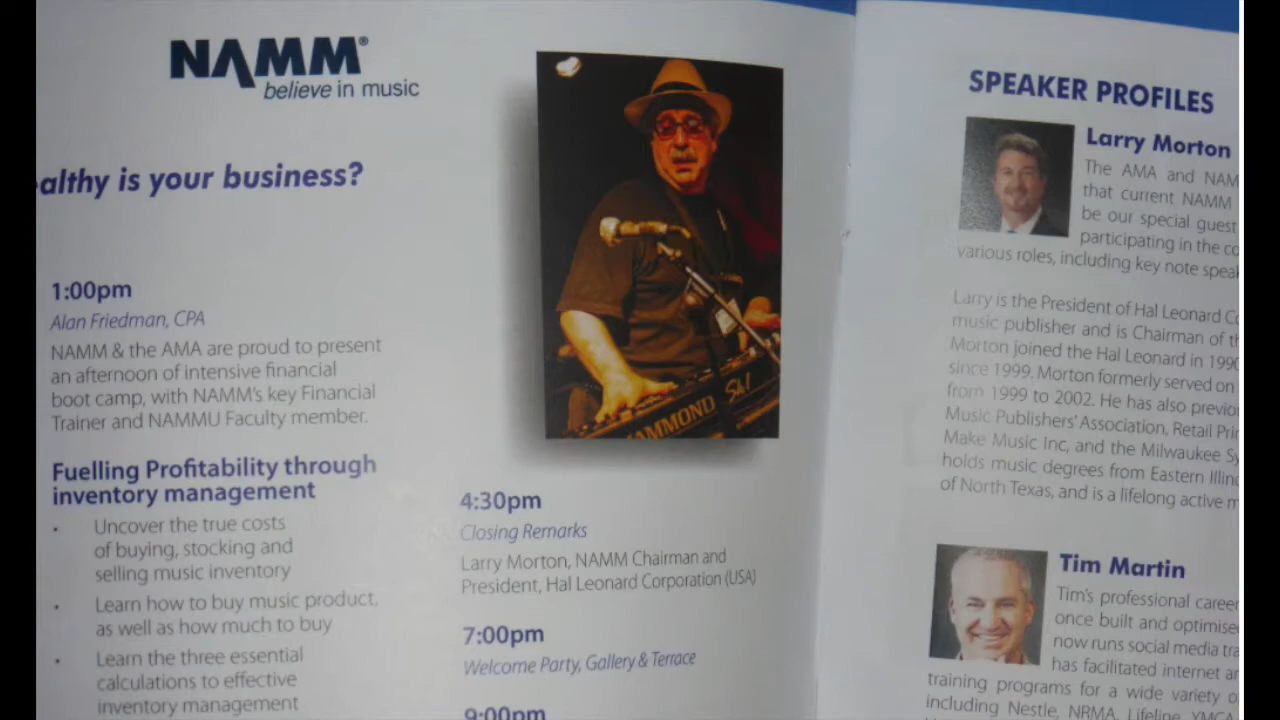 NAMM®
believe in music
althy is your business?
1:00pm
Alan Friedman, CPA
NAMM & the AMA are proud to present
an afternoon of intensive financial
boot camp, with NAMM's key Financial
Trainer and NAMMU Faculty member.
Fuelling Profitability through
inventory management
• Uncover the true costs
of buying, stocking and
selling music inventory
• Learn how to buy music product,
as well as how much to buy
• Learn the three essential
calculations to effective
inventory management
HAMMOND SK1
4:30pm
Closing Remarks
Larry Morton, NAMM Chairman and
President, Hal Leonard Corporation (USA)
7:00pm
Welcome Party, Gallery & Terrace
9:00pm
SPEAKER PROFILES
Larry Morton
The AMA and NAM
that current NAMM
be our special guest
participating in the co
various roles, including key note speak
Larry is the President of Hal Leonard Co
music publisher and is Chairman of th
Morton joined the Hal Leonard in 1990
since 1999. Morton formerly served on
from 1999 to 2002. He has also previo
Music Publishers' Association, Retail Prin
Make Music Inc, and the Milwaukee Sy
holds music degrees from Eastern Illino
of North Texas, and is a lifelong active m
Tim Martin
Tim's professional career
once built and optimised
now runs social media tra
has facilitated internet an
training programs for a wide variety o
including Nestle, NRMA, Lifeline, YMCA